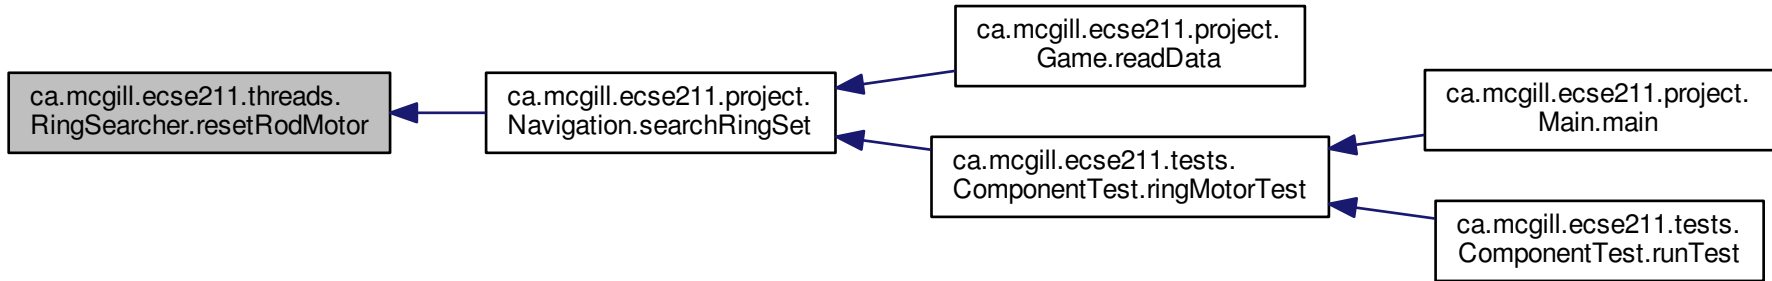 ca.mcgill.ecse211.threads.
RingSearcher.resetRodMotor
ca.mcgill.ecse211.project.
Navigation.searchRingSet
ca.mcgill.ecse211.project.
Game.readData
ca.mcgill.ecse211.tests.
ComponentTest.ringMotorTest
ca.mcgill.ecse211.project.
Main.main
ca.mcgill.ecse211.tests.
ComponentTest.runTest